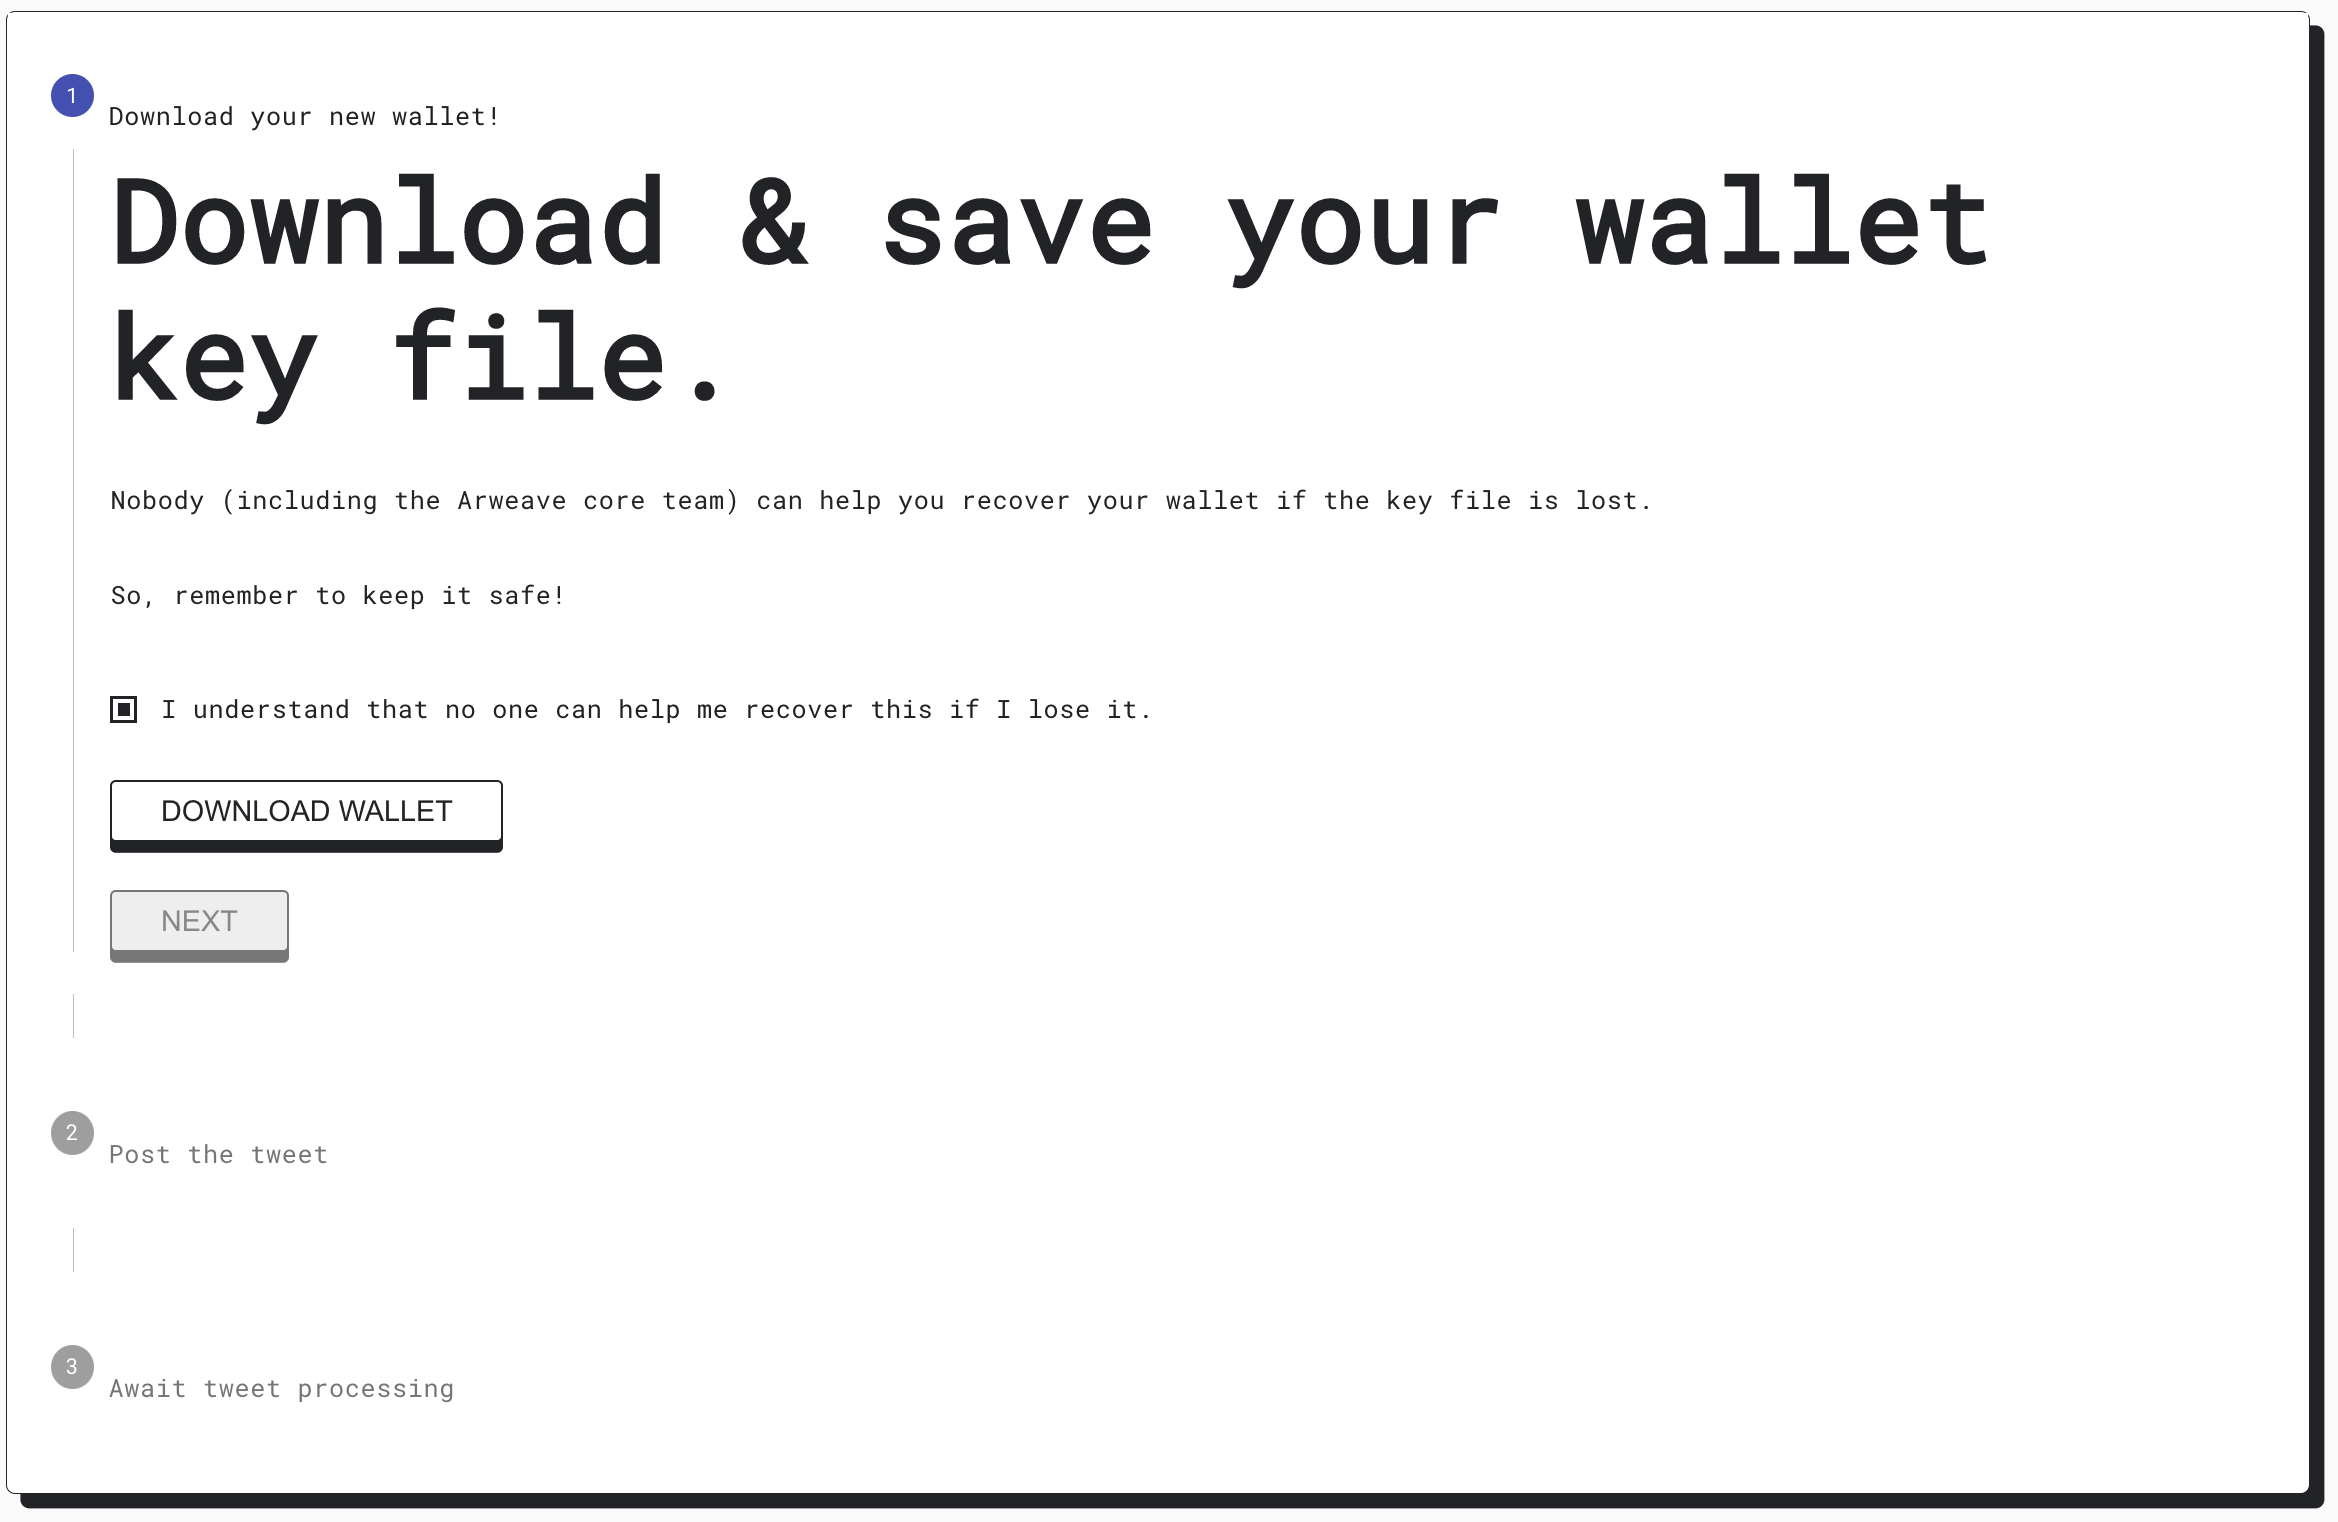 1
Download your new wallet!
Download & save your wallet
key file.
Nobody (including the Arweave core team) can help you recover your wallet if the key file is lost.
So, remember to keep it safe!
I understand that no one can help me recover this if I lose it.
DOWNLOAD WALLET
NEXT
2
Post the tweet
3
Await tweet processing